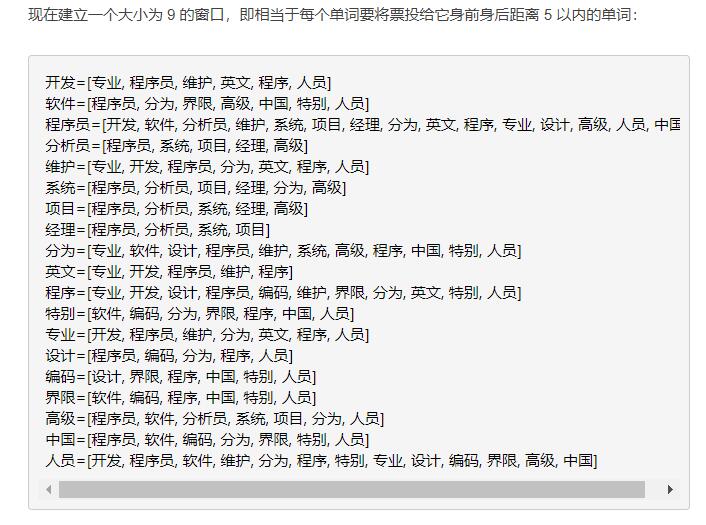 现在建立一个大小为 9 的窗口，即相当于每个单词要将票投给它身前身后距离 5 以内的单词：
开发=[专业, 程序员, 维护, 英文, 程序, 人员]
软件=[程序员, 分为, 界限, 高级, 中国, 特别, 人员]
程序员=[开发, 软件, 分析员, 维护, 系统, 项目, 经理, 分为, 英文, 程序, 专业, 设计, 高级, 人员, 中国
分析员=[程序员, 系统, 项目, 经理, 高级]
维护=[专业, 开发, 程序员, 分为, 英文, 程序, 人员]
系统=[程序员, 分析员, 项目, 经理, 分为, 高级]
项目=[程序员, 分析员, 系统, 经理, 高级]
经理=[程序员, 分析员, 系统, 项目]
分为=[专业, 软件, 设计, 程序员, 维护, 系统, 高级, 程序, 中国, 特别, 人员]
英文=[专业, 开发, 程序员, 维护, 程序]
程序=[专业, 开发, 设计, 程序员, 编码, 维护, 界限, 分为, 英文, 特别, 人员]
特别=[软件, 编码, 分为, 界限, 程序, 中国, 人员]
专业=[开发, 程序员, 维护, 分为, 英文, 程序, 人员]
设计=[程序员, 编码, 分为, 程序, 人员]
编码=[设计, 界限, 程序, 中国, 特别, 人员]
界限=[软件, 编码, 程序, 中国, 特别, 人员]
高级=[程序员, 软件, 分析员, 系统, 项目, 分为, 人员]
中国=[程序员, 软件, 编码, 分为, 界限, 特别, 人员]
人员=[开发, 程序员, 软件, 维护, 分为, 程序, 特别, 专业, 设计, 编码, 界限, 高级, 中国]